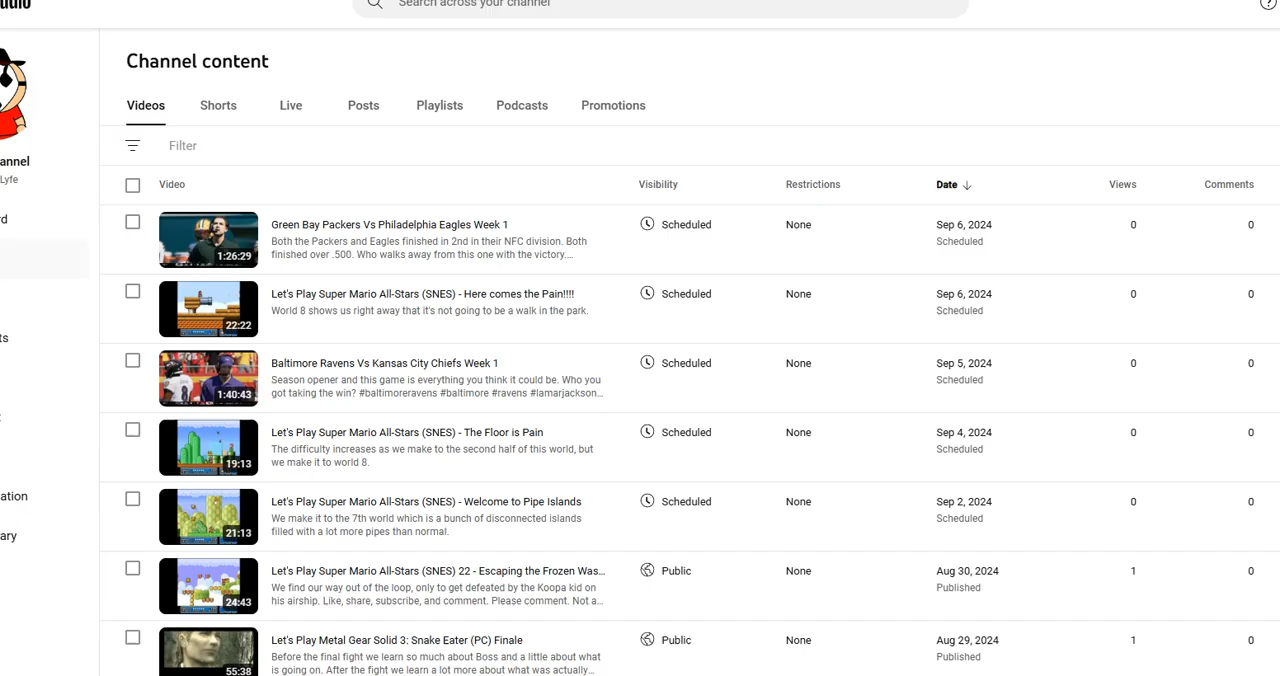 Search across your channel
Channel content
annel
Lyfe
rd
ts
ation
ary
Videos Shorts Live Posts Playlists Podcasts Promotions
Filter
Video Visibility Restrictions Date Views Comments
1:26:29
Green Bay Packers Vs Philadelphia Eagles Week 1
Both the Packers and Eagles finished in 2nd in their NFC division. Both
finished over .500. Who walks away from this one with the victory....
Scheduled None Sep 6, 2024 0 0
Scheduled
22:22
Let's Play Super Mario All-Stars (SNES) - Here comes the Pain!!!!
World 8 shows us right away that it's not going to be a walk in the park.
Scheduled None Sep 6, 2024 0 0
Scheduled
1:40:43
Baltimore Ravens Vs Kansas City Chiefs Week 1
Season opener and this game is everything you think it could be. Who you
got taking the win? #baltimoreravens #baltimore #ravens #lamarjackson...
Scheduled None Sep 5, 2024 0 0
Scheduled
19:13
Let's Play Super Mario All-Stars (SNES) - The Floor is Pain
The difficulty increases as we make to the second half of this world, but
we make it to world 8.
Scheduled None Sep 4, 2024 0 0
Scheduled
21:13
Let's Play Super Mario All-Stars (SNES) - Welcome to Pipe Islands
We make it to the 7th world which is a bunch of disconnected islands
filled with a lot more pipes than normal.
Scheduled None Sep 2, 2024 0 0
Scheduled
24:43
Let's Play Super Mario All-Stars (SNES) 22 - Escaping the Frozen Was...
We find our way out of the loop, only to get defeated by the Koopa kid on
his airship. Like, share, subscribe, and comment. Please comment. Not a...
Public None Aug 30, 2024 1 0
Published
55:38
Let's Play Metal Gear Solid 3: Snake Eater (PC) Finale
Before the final fight we learn so much about Boss and a little about what
is going on. After the fight we learn a lot more about what was actually...
Public None Aug 29, 2024 1 0
Published